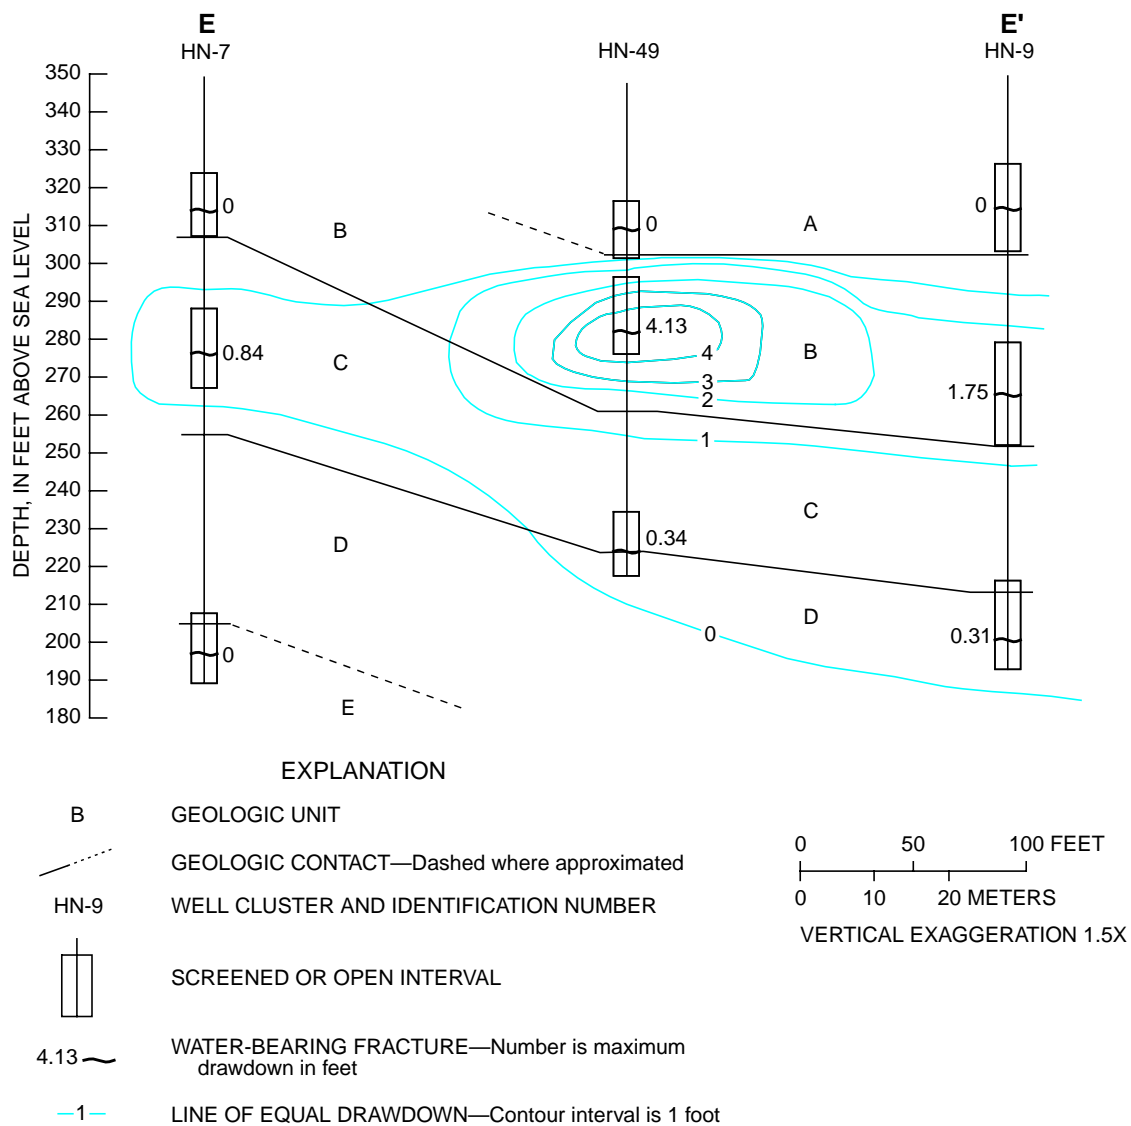 E
E'
HN-7
HN-49
HN-9
DEPTH, IN FEET ABOVE SEA LEVEL
350
340
330
320
310
300
290
280
270
260
250
240
230
220
210
200
190
180
0
0
0
B
A
0.84
4.13
1.75
C
B
4
3
2
1
D
C
0.34
D
0
0.31
0
E
EXPLANATION
B GEOLOGIC UNIT
GEOLOGIC CONTACT—Dashed where approximated
HN-9 WELL CLUSTER AND IDENTIFICATION NUMBER
SCREENED OR OPEN INTERVAL
4.13 WATER-BEARING FRACTURE—Number is maximum
drawdown in feet
1 LINE OF EQUAL DRAWDOWN—Contour interval is 1 foot
0 50 100 FEET
0 10 20 METERS
VERTICAL EXAGGERATION 1.5X